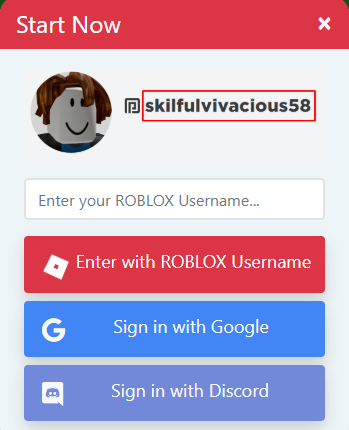 Start Now ×
skilfulvivacious58
Enter your ROBLOX Username...
Enter with ROBLOX Username
Sign in with Google
Sign in with Discord